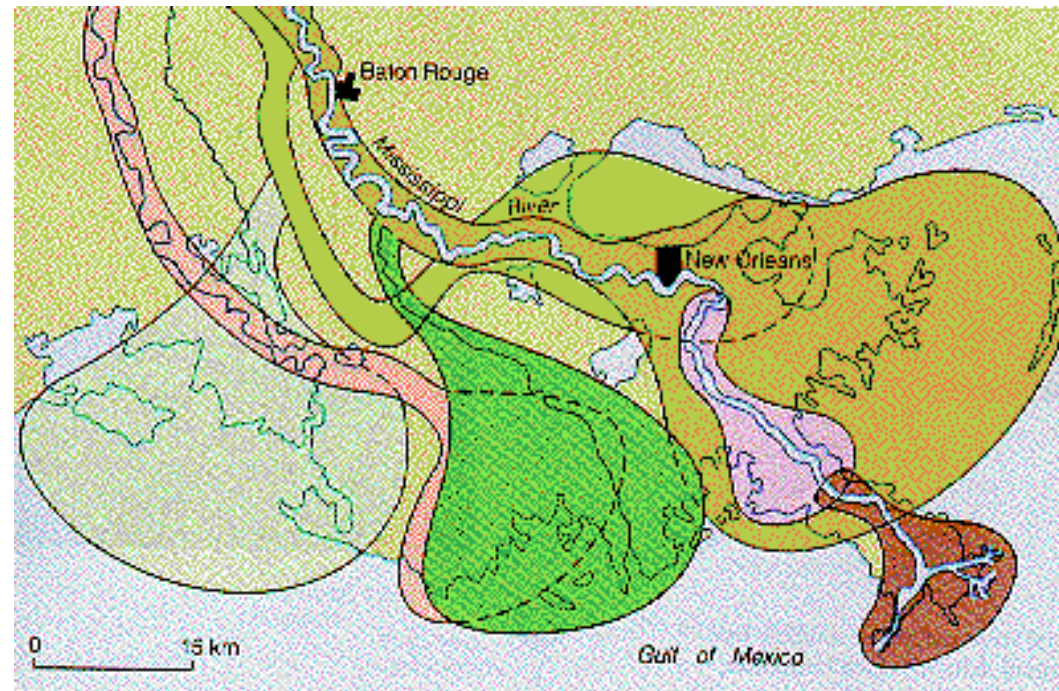 Baton Rouge
Mississippi
River
New Orleans
0 15 km
Gulf of Mexico